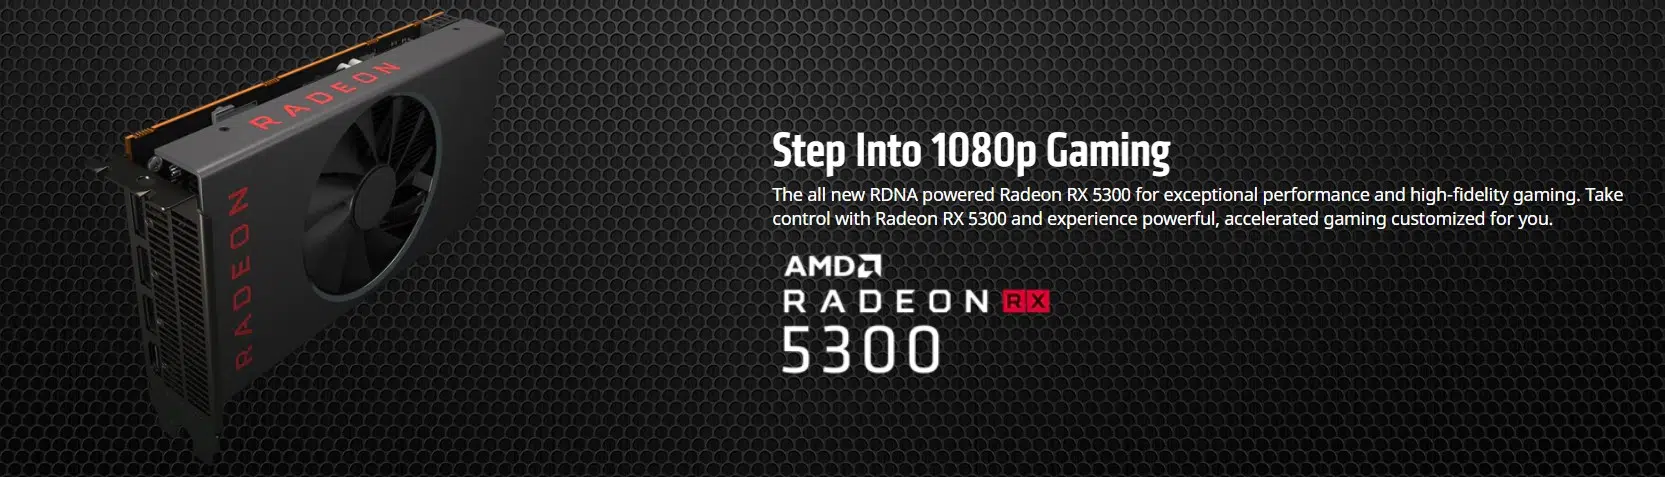 RADEON
RADEON
Step Into 1080p Gaming
The all new RDNA powered Radeon RX 5300 for exceptional performance and high-fidelity gaming. Take
control with Radeon RX 5300 and experience powerful, accelerated gaming customized for you.
AMD
RADEON RX
5300